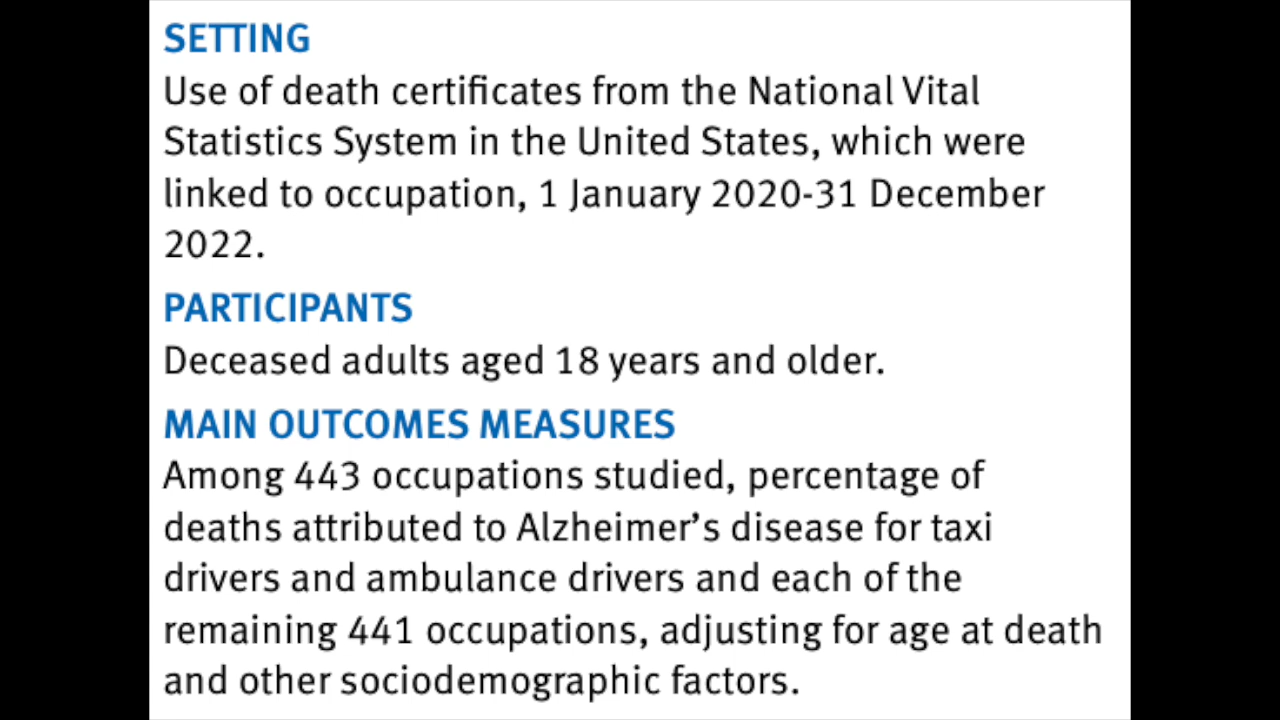 SETTING
Use of death certificates from the National Vital
Statistics System in the United States, which were
linked to occupation, 1 January 2020-31 December
2022.
PARTICIPANTS
Deceased adults aged 18 years and older.
MAIN OUTCOMES MEASURES
Among 443 occupations studied, percentage of
deaths attributed to Alzheimer’s disease for taxi
drivers and ambulance drivers and each of the
remaining 441 occupations, adjusting for age at death
and other sociodemographic factors.